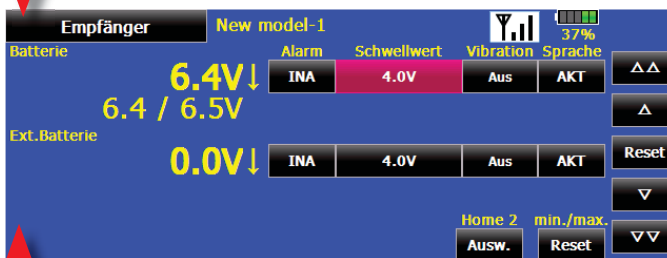 Empfänger New model-1 37%
Batterie Alarm Schwellwert Vibration Sprache
6.4V↓ INA 4.0V Aus AKT
6.4 / 6.5V
Ext.Batterie
0.0V↓ INA 4.0V Aus AKT Reset
Home 2 min./max.
Ausw. Reset